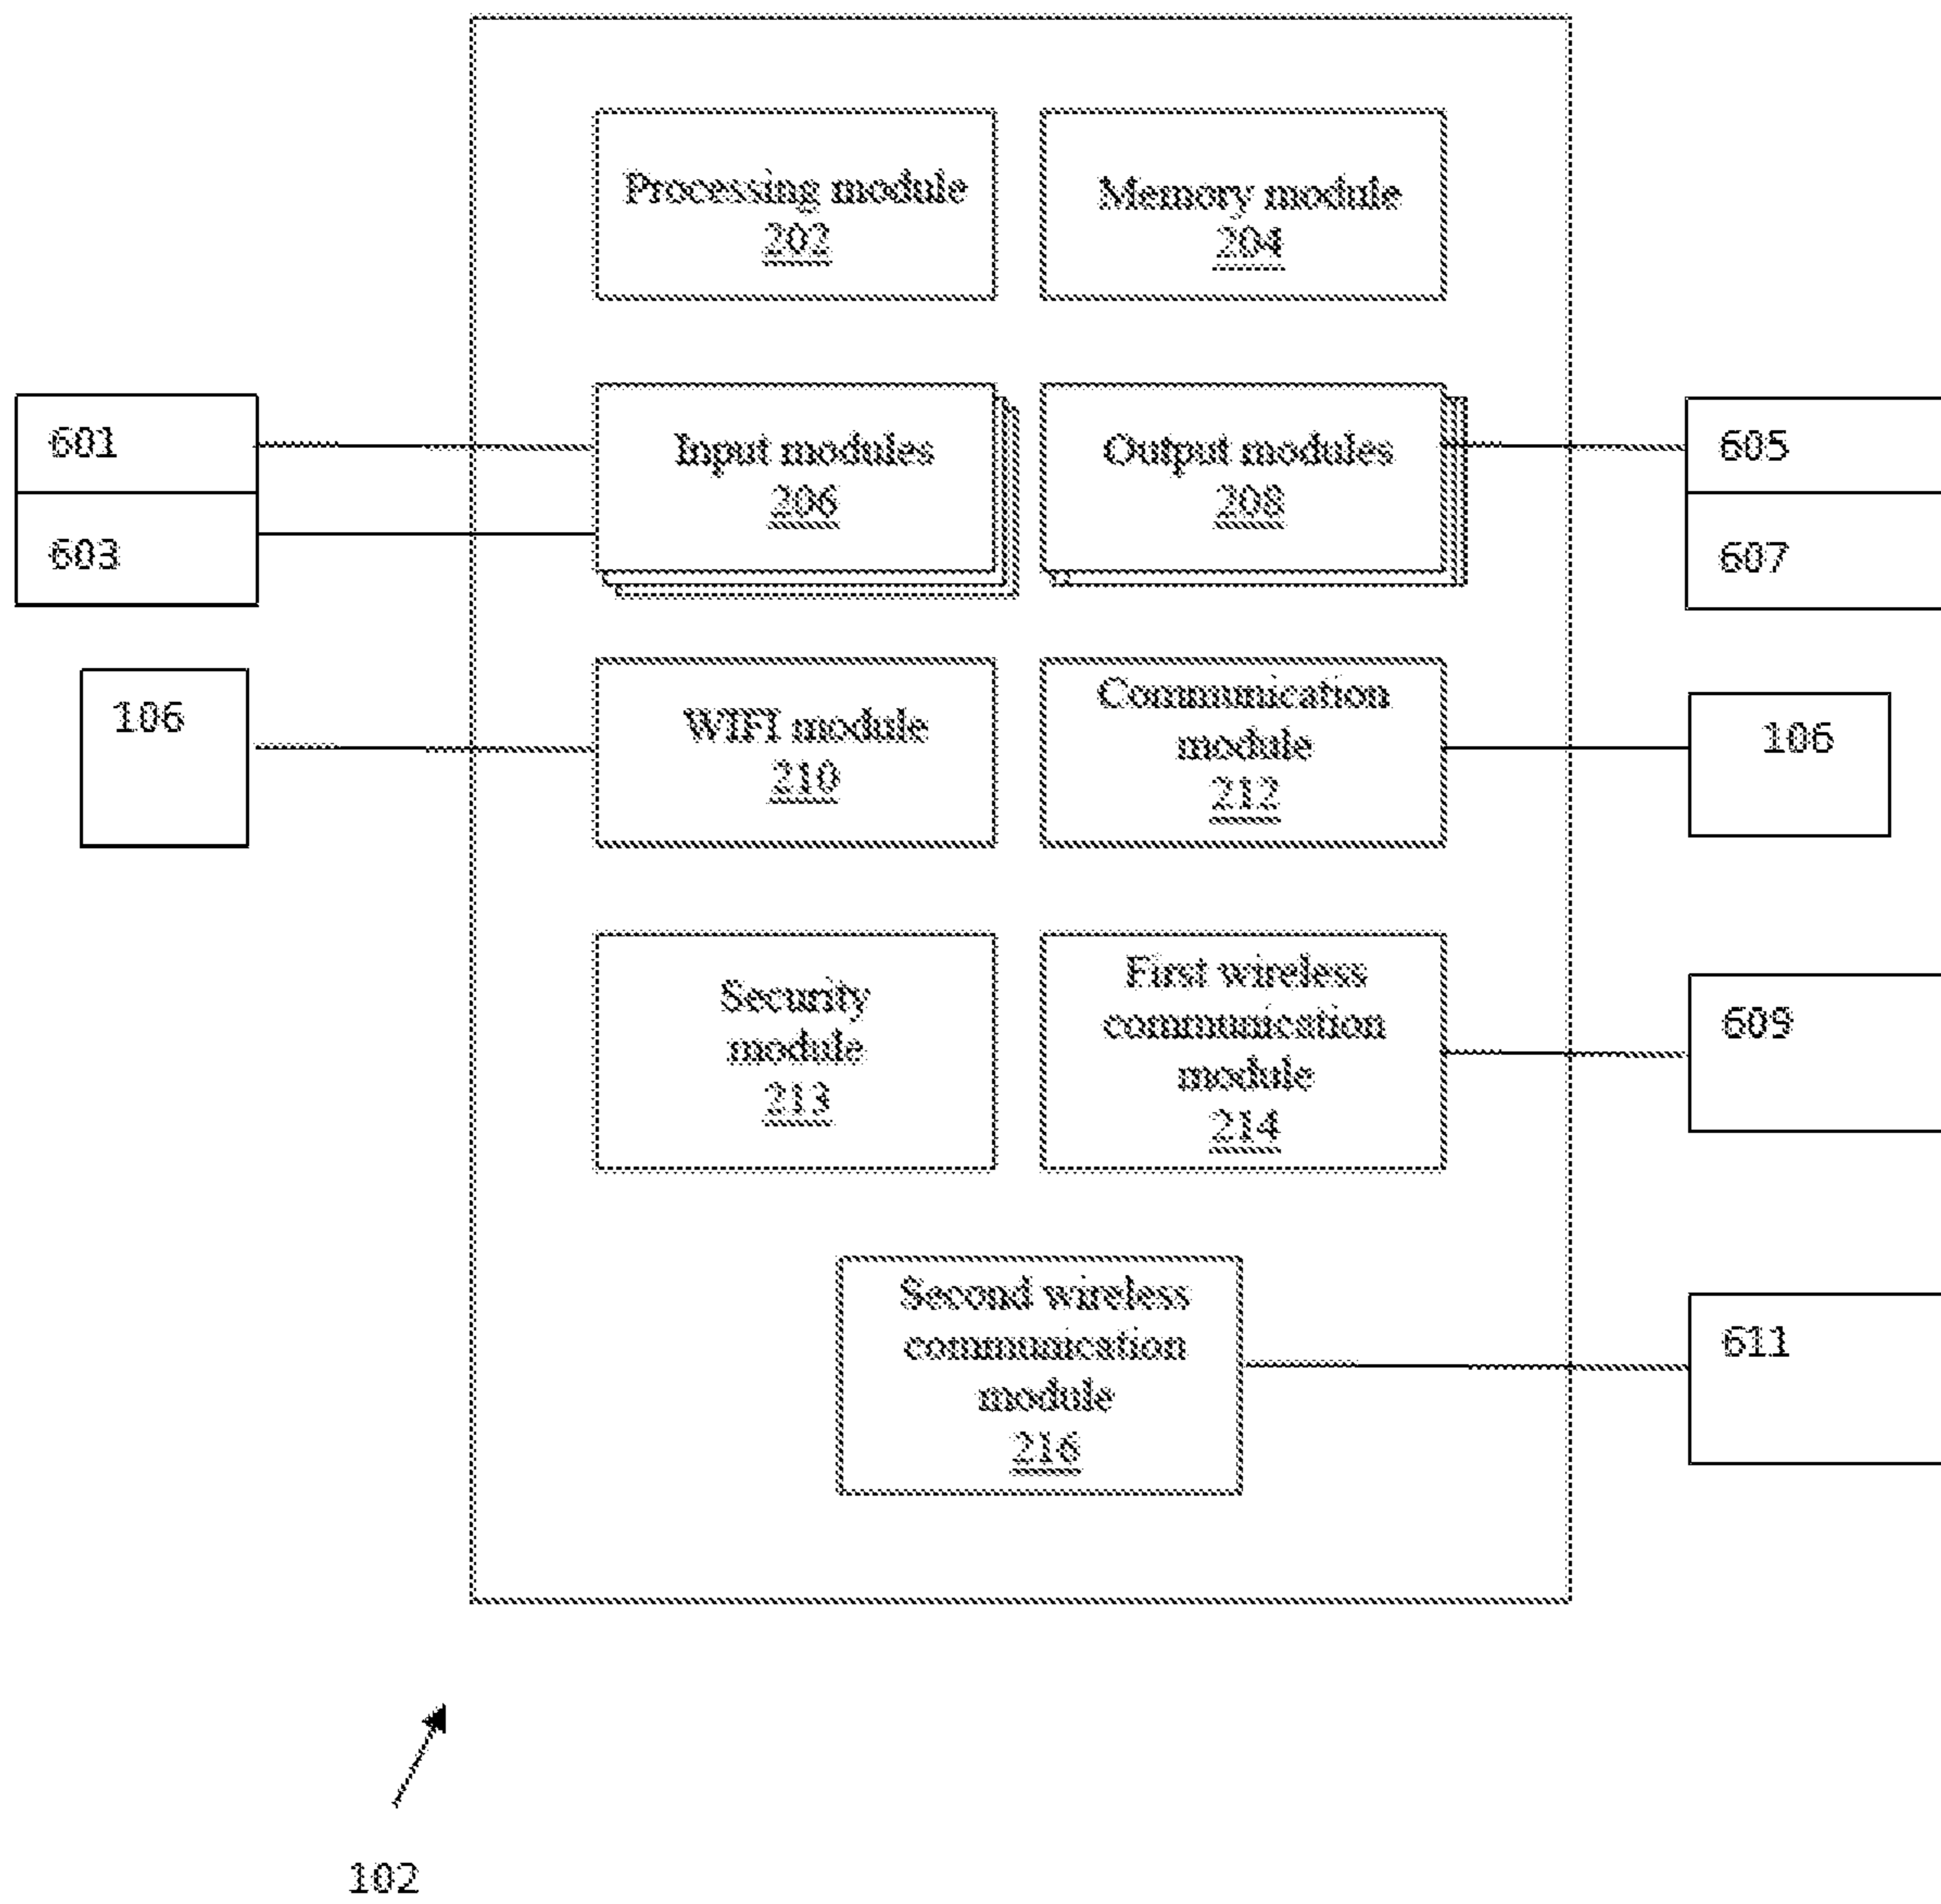 Processing module
202
Memory module
204
601
603
Input modules
206
Output modules
208
605
607
106
WIFI module
210
Communication
module
212
106
Security
module
213
First wireless
communication
module
214
609
Second wireless
communication
module
216
611
102